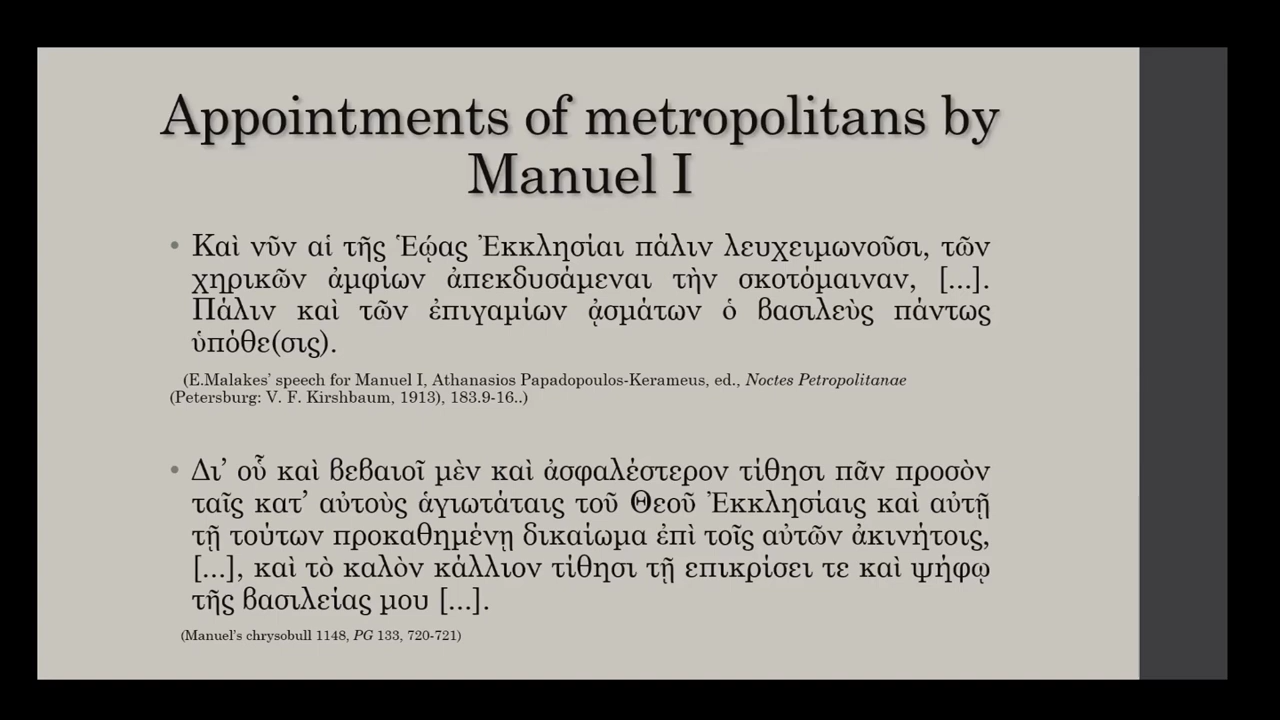 Appointments of metropolitans by
Manuel I
• Καὶ νῦν αἱ τῆς Ἑῴας Ἐκκλησίαι πάλιν λευχειμωνοῦσι, τῶν
χηρικῶν ἀμφίων ἀπεκδυσάμεναι τὴν σκοτόμαιναν, [...].
Πάλιν καὶ τῶν ἐπιγαμίων ᾀσμάτων ὁ βασιλεὺς πάντως
ὑπόθε(σις).
(E.Malakes’ speech for Manuel I, Athanasios Papadopoulos-Kerameus, ed., Noctes Petropolitanae
(Petersburg: V. F. Kirshbaum, 1913), 183.9-16..)
• Δι’ οὗ καὶ βεβαιοῖ μὲν καὶ ἀσφαλέστερον τίθησι πᾶν προσὸν
ταῖς κατ’ αὐτοὺς ἁγιωτάταις τοῦ Θεοῦ Ἐκκλησίαις καὶ αὐτῇ
τῇ τούτων προκαθημένῃ δικαίωμα ἐπὶ τοῖς αὐτῶν ἀκινήτοις,
[...], καὶ τὸ καλὸν κάλλιον τίθησι τῇ επικρίσει τε καὶ ψήφῳ
τῆς βασιλείας μου [...].
(Manuel’s chrysobull 1148, PG 133, 720-721)